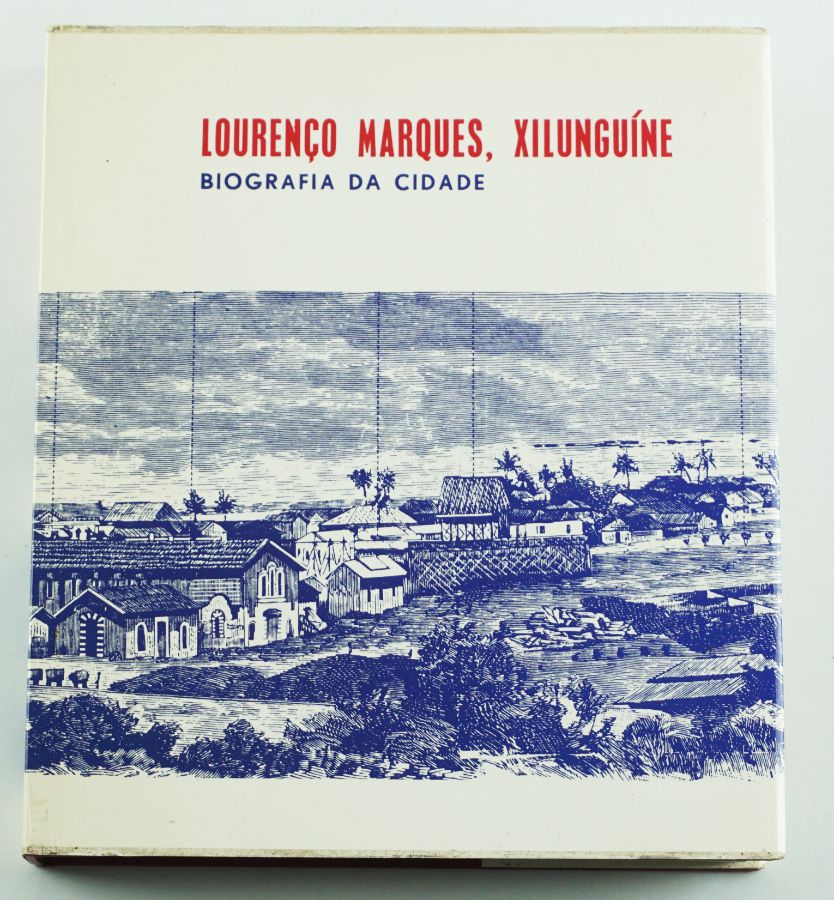 LOURENÇO MARQUES, XILUNGUÍNE
BIOGRAFIA DA CIDADE